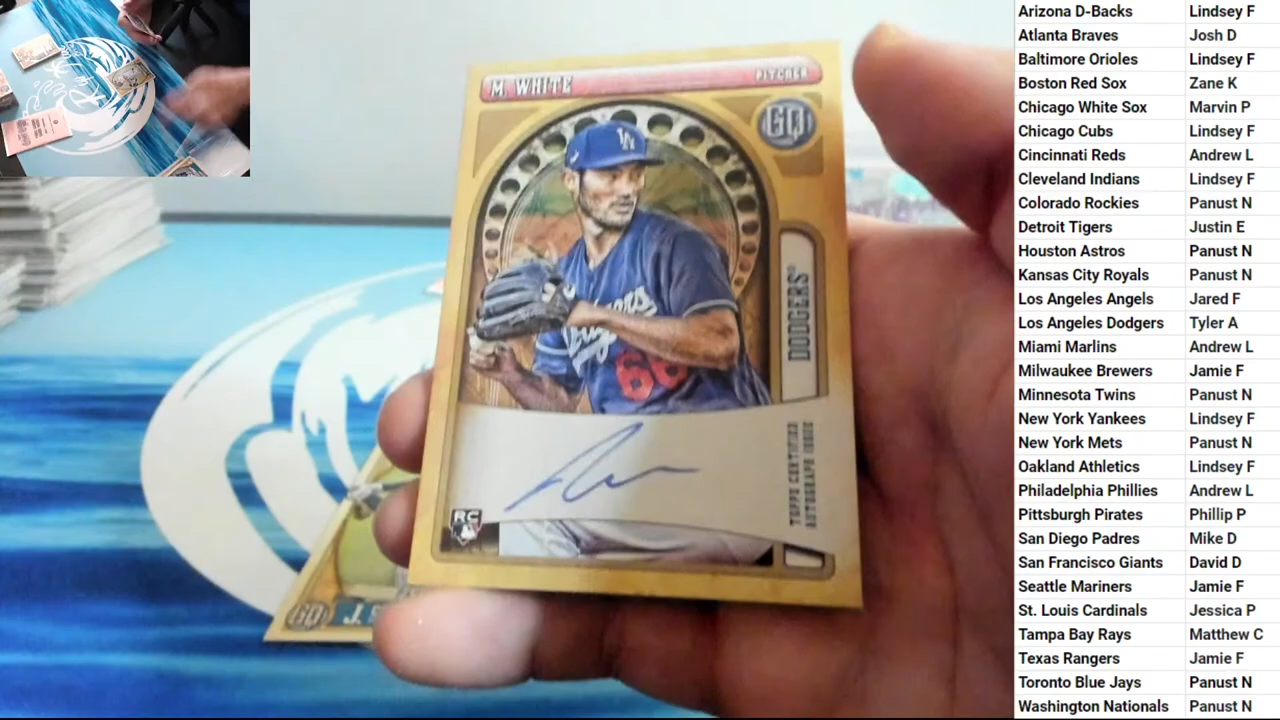 M WHITE
PITCHER
GQ
LA
Dodgers
66
DODGERS
TOPPS CERTIFIED
AUTOGRAPH ISSUE
RC
GQ
J.
Arizona D-Backs Lindsey F
Atlanta Braves Josh D
Baltimore Orioles Lindsey F
Boston Red Sox Zane K
Chicago White Sox Marvin P
Chicago Cubs Lindsey F
Cincinnati Reds Andrew L
Cleveland Indians Lindsey F
Colorado Rockies Panust N
Detroit Tigers Justin E
Houston Astros Panust N
Kansas City Royals Panust N
Los Angeles Angels Jared F
Los Angeles Dodgers Tyler A
Miami Marlins Andrew L
Milwaukee Brewers Jamie F
Minnesota Twins Panust N
New York Yankees Lindsey F
New York Mets Panust N
Oakland Athletics Lindsey F
Philadelphia Phillies Andrew L
Pittsburgh Pirates Phillip P
San Diego Padres Mike D
San Francisco Giants David D
Seattle Mariners Jamie F
St. Louis Cardinals Jessica P
Tampa Bay Rays Matthew C
Texas Rangers Jamie F
Toronto Blue Jays Panust N
Washington Nationals Panust N